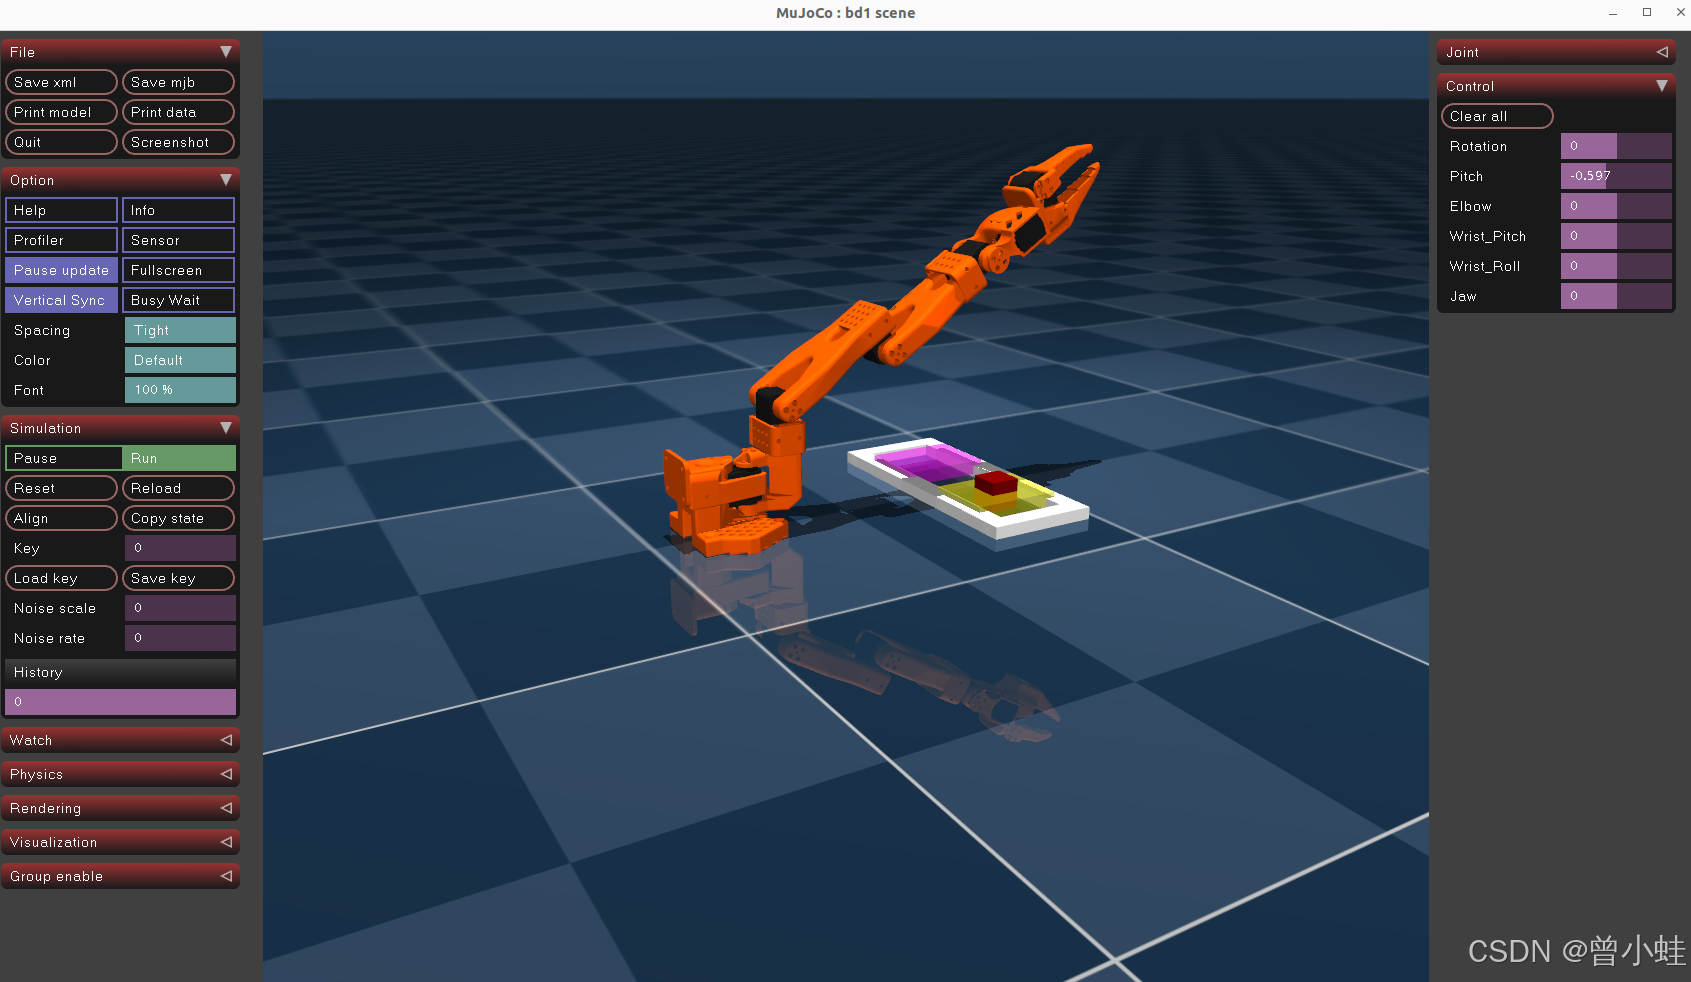 MuJoCo : bd1 scene
File
Save xml Save mjb
Print model Print data
Quit Screenshot
Option
Help Info
Profiler Sensor
Pause update Fullscreen
Vertical Sync Busy Wait
Spacing Tight
Color Default
Font 100 %
Simulation
Pause Run
Reset Reload
Align Copy state
Key 0
Load key Save key
Noise scale 0
Noise rate 0
History
0
Watch
Physics
Rendering
Visualization
Group enable
Joint
Control
Clear all
Rotation 0
Pitch -0.597
Elbow 0
Wrist_Pitch 0
Wrist_Roll 0
Jaw 0
CSDN @曾小蛙